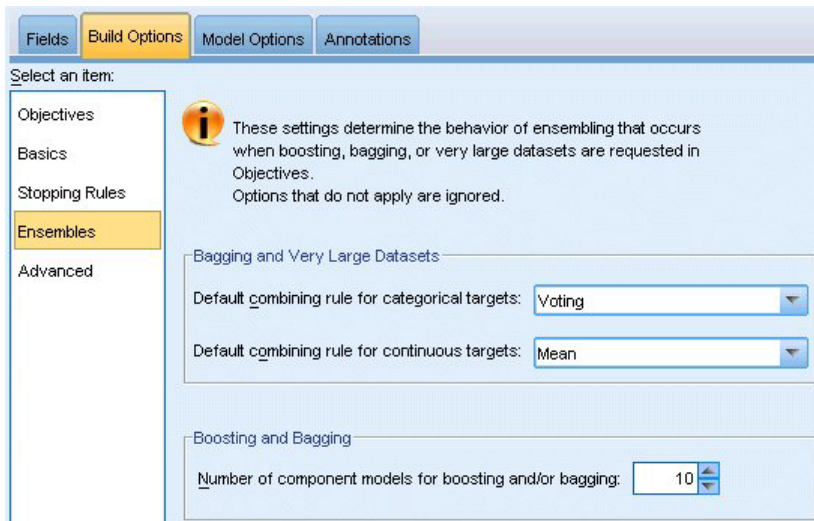 Fields Build Options Model Options Annotations
Select an item:
Objectives
Basics
Stopping Rules
Ensembles
Advanced
These settings determine the behavior of ensembling that occurs
when boosting, bagging, or very large datasets are requested in
Objectives.
Options that do not apply are ignored.
Bagging and Very Large Datasets
Default combining rule for categorical targets: Voting
Default combining rule for continuous targets: Mean
Boosting and Bagging
Number of component models for boosting and/or bagging: 10